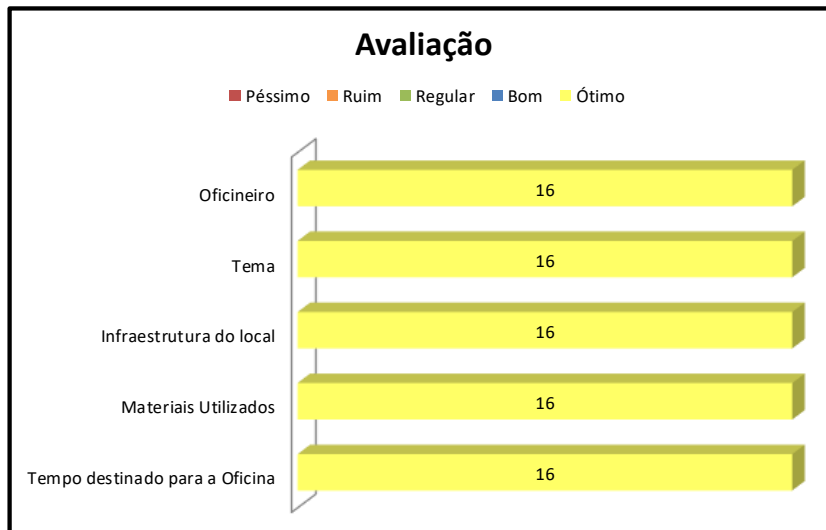 Avaliação
Péssimo Ruim Regular Bom Ótimo
Oficineiro 16
Tema 16
Infraestrutura do local 16
Materiais Utilizados 16
Tempo destinado para a Oficina 16